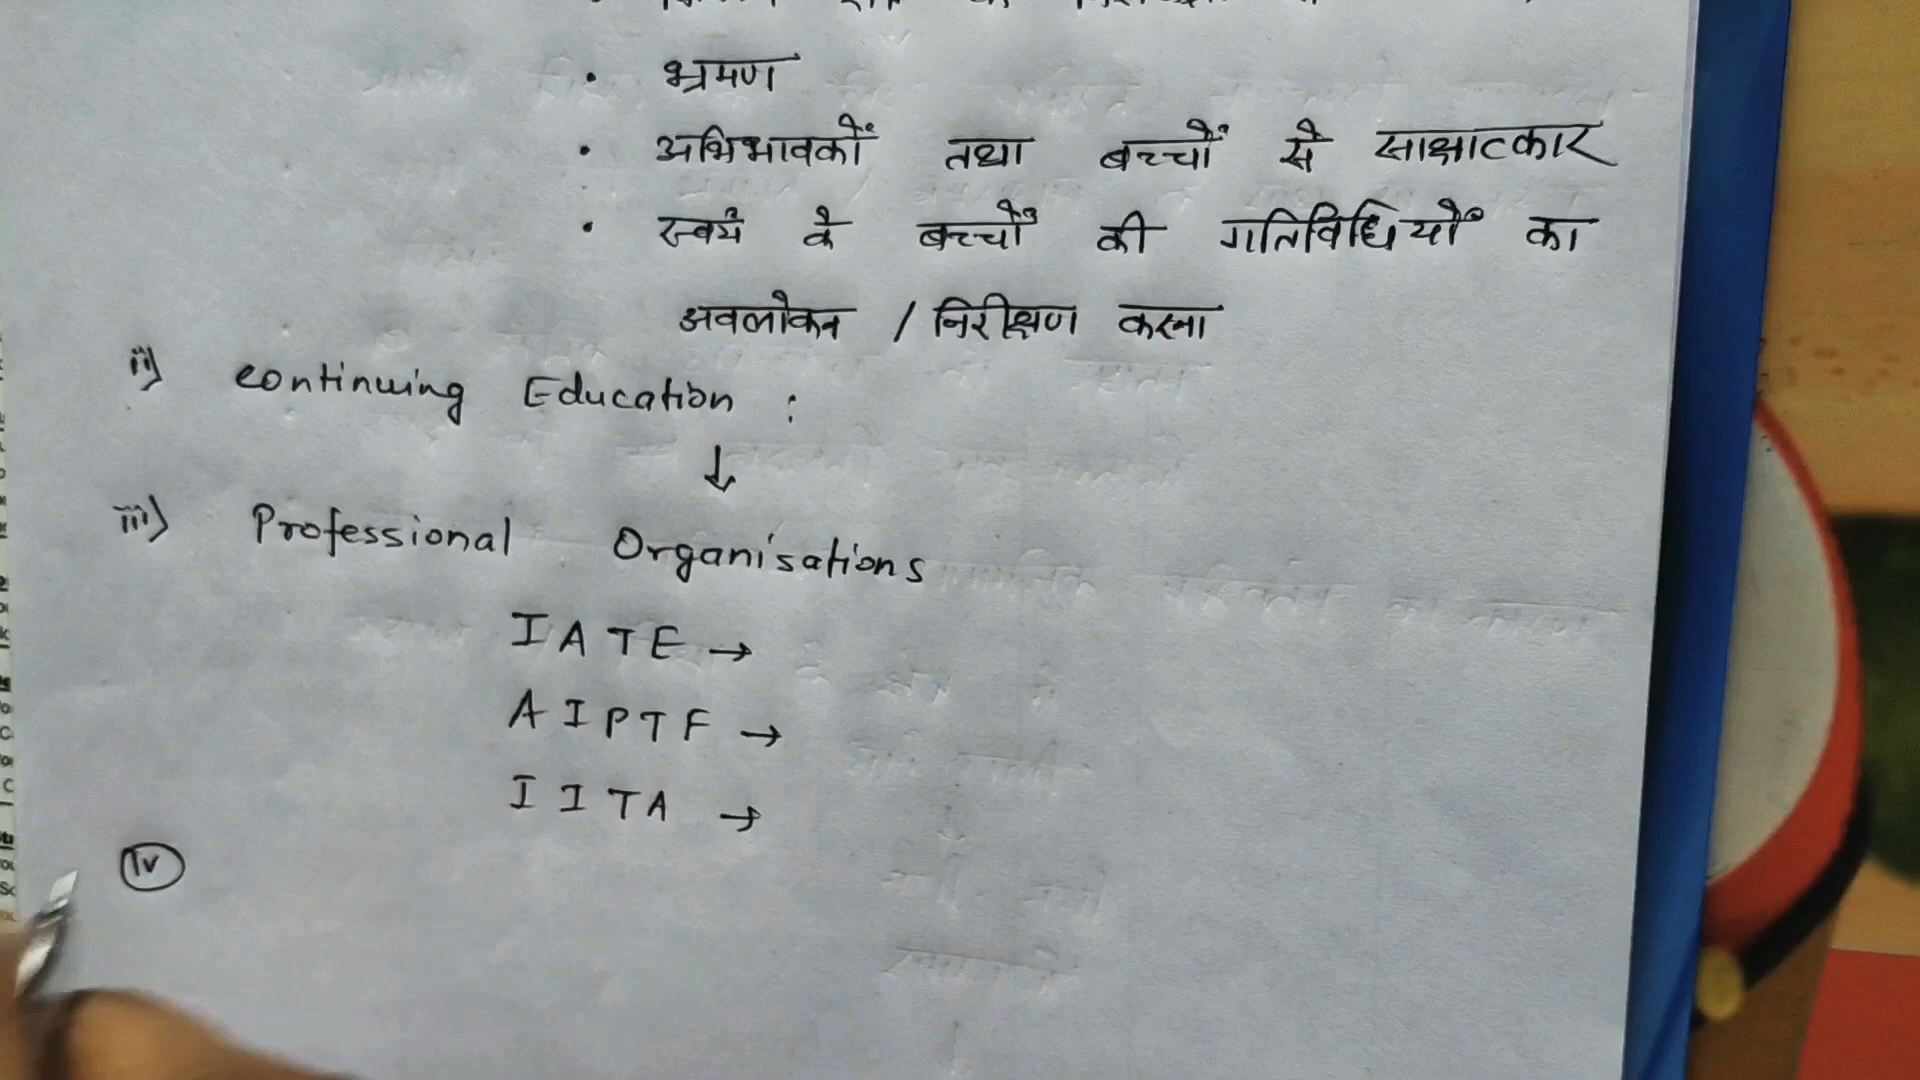 • भ्रमण
• अभिभावकों तथा बच्चों से साक्षाटकार
• स्वयं के बच्चों की गतिविधियों का
अवलोकन / निरीक्षण करना
ii) continuing Education :
↓
iii) Professional Organisations
IATE →
AIPTF →
IITA →
iv